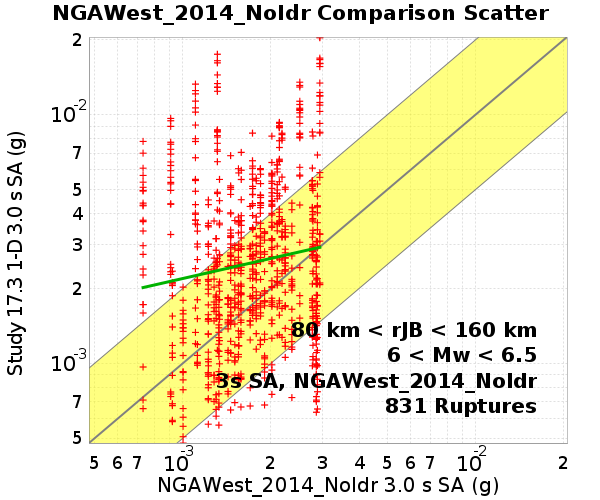 NGAWest_2014_NoIdr Comparison Scatter
Study 17.3 1-D 3.0 s SA (g)
2
10-2
7
5
4
3
2
10-3
7
5
80 km < rJB < 160 km
6 < Mw < 6.5
3s SA, NGAWest_2014_NoIdr
831 Ruptures
5 6 7 10-3 2 3 4 5 6 7 10-2 2
NGAWest_2014_NoIdr 3.0 s SA (g)